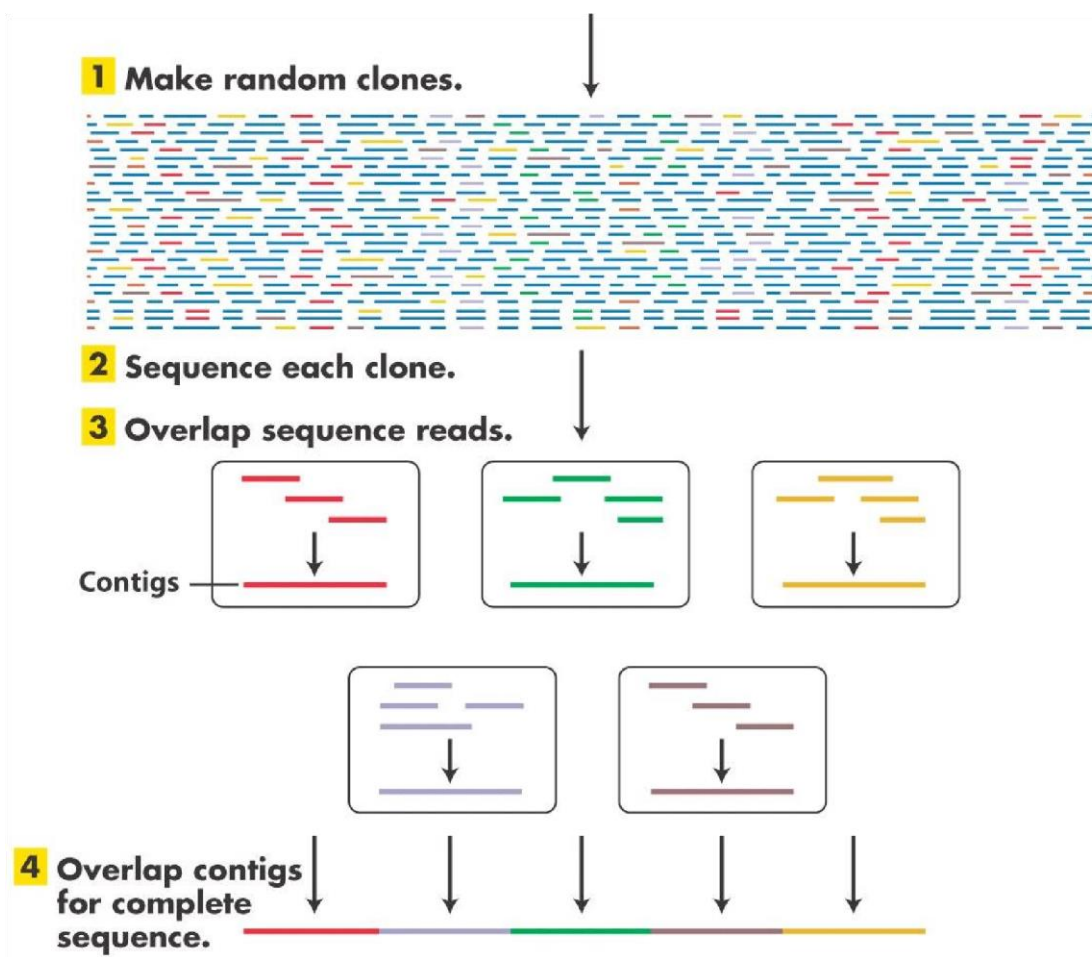 1 Make random clones.
2 Sequence each clone.
3 Overlap sequence reads.
Contigs
4 Overlap contigs
for complete
sequence.